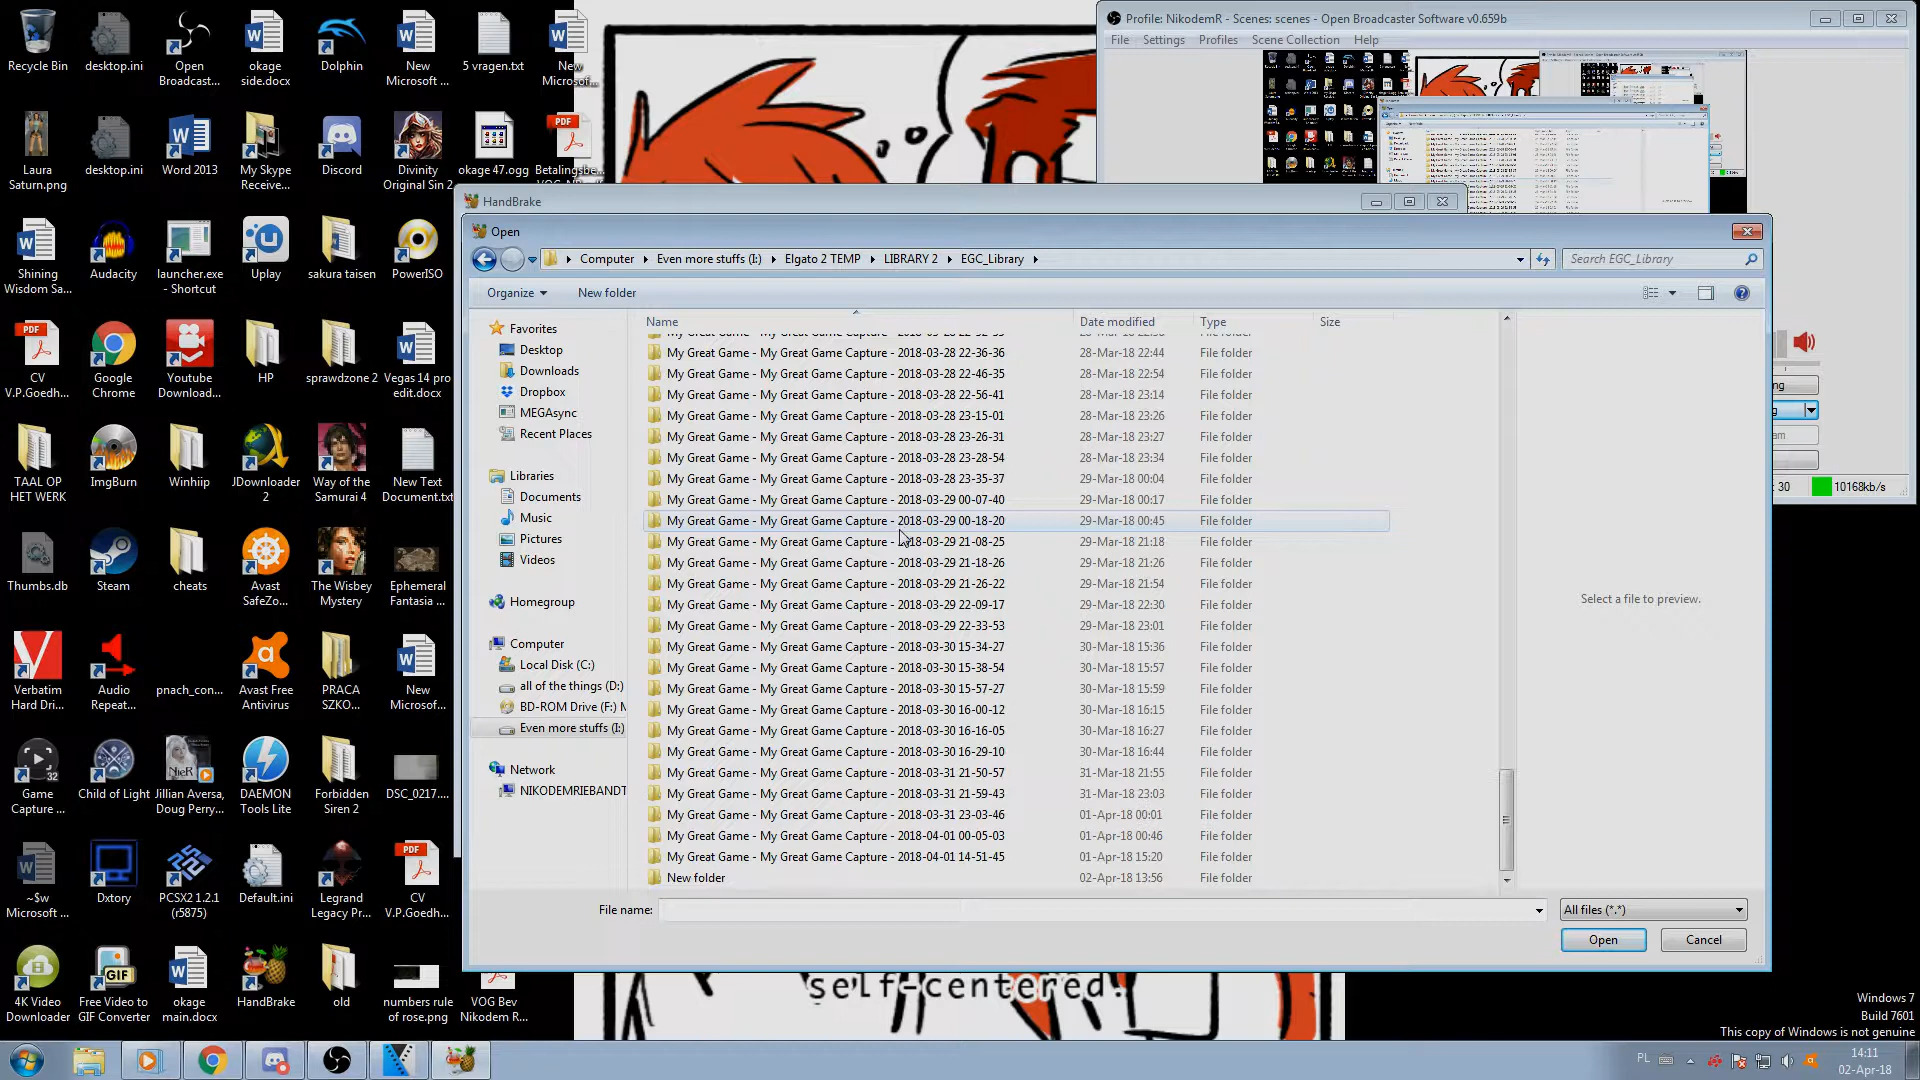 Recycle Bin
desktop.ini
Open Broadcast...
okage side.docx
Dolphin
New Microsoft ...
5 vragen.txt
New Microsof...
Laura Saturn.png
desktop.ini
Word 2013
My Skype Receive...
Discord
Divinity Original Sin 2
okage 47.ogg
Betalingsbe...
Shining Wisdom Sa...
Audacity
launcher.exe - Shortcut
Uplay
sakura taisen
PowerISO
CV V.P.Goedh...
Google Chrome
Youtube Download...
HP
sprawdzone 2
Vegas 14 pro edit.docx
TAAL OP HET WERK
ImgBurn
Winhiip
JDownloader 2
Way of the Samurai 4
New Text Document.txt
Thumbs.db
Steam
cheats
Avast SafeZo...
The Wisbey Mystery
Ephemeral Fantasia ...
Verbatim Hard Dri...
Audio Repeat...
pnach_con...
Avast Free Antivirus
PRACA SZKO...
New Microsof...
Game Capture ...
Child of Light
Jillian Aversa, Doug Perry...
DAEMON Tools Lite
Forbidden Siren 2
DSC_0217....
~$w Microsoft ...
Dxtory
PCSX2 1.2.1 (r5875)
Default.ini
Legrand Legacy Pr...
CV V.P.Goedh...
4K Video Downloader
Free Video to GIF Converter
okage main.docx
HandBrake
old
numbers rule of rose.png
VOG Bev Nikodem R...
Profile: NikodemR - Scenes: scenes - Open Broadcaster Software v0.659b
File Settings Profiles Scene Collection Help
30 10168kb/s
HandBrake
Open
Computer Even more stuffs (I:) Elgato 2 TEMP LIBRARY 2 EGC_Library
Search EGC_Library
Organize New folder
Favorites
Desktop
Downloads
Dropbox
MEGAsync
Recent Places
Libraries
Documents
Music
Pictures
Videos
Homegroup
Computer
Local Disk (C:)
all of the things (D:)
BD-ROM Drive (F:) M
Even more stuffs (I:)
Network
NIKODEMRIEBANDT
Name Date modified Type Size
My Great Game - My Great Game Capture - 2018-03-28 22-36-36 28-Mar-18 22:44 File folder
My Great Game - My Great Game Capture - 2018-03-28 22-46-35 28-Mar-18 22:54 File folder
My Great Game - My Great Game Capture - 2018-03-28 22-56-41 28-Mar-18 23:14 File folder
My Great Game - My Great Game Capture - 2018-03-28 23-15-01 28-Mar-18 23:26 File folder
My Great Game - My Great Game Capture - 2018-03-28 23-26-31 28-Mar-18 23:27 File folder
My Great Game - My Great Game Capture - 2018-03-28 23-28-54 28-Mar-18 23:34 File folder
My Great Game - My Great Game Capture - 2018-03-28 23-35-37 29-Mar-18 00:04 File folder
My Great Game - My Great Game Capture - 2018-03-29 00-07-40 29-Mar-18 00:17 File folder
My Great Game - My Great Game Capture - 2018-03-29 00-18-20 29-Mar-18 00:45 File folder
My Great Game - My Great Game Capture - 2018-03-29 21-08-25 29-Mar-18 21:18 File folder
My Great Game - My Great Game Capture - 2018-03-29 21-18-26 29-Mar-18 21:26 File folder
My Great Game - My Great Game Capture - 2018-03-29 21-26-22 29-Mar-18 21:54 File folder
My Great Game - My Great Game Capture - 2018-03-29 22-09-17 29-Mar-18 22:30 File folder
My Great Game - My Great Game Capture - 2018-03-29 22-33-53 29-Mar-18 23:01 File folder
My Great Game - My Great Game Capture - 2018-03-30 15-34-27 30-Mar-18 15:36 File folder
My Great Game - My Great Game Capture - 2018-03-30 15-38-54 30-Mar-18 15:57 File folder
My Great Game - My Great Game Capture - 2018-03-30 15-57-27 30-Mar-18 15:59 File folder
My Great Game - My Great Game Capture - 2018-03-30 16-00-12 30-Mar-18 16:15 File folder
My Great Game - My Great Game Capture - 2018-03-30 16-16-05 30-Mar-18 16:27 File folder
My Great Game - My Great Game Capture - 2018-03-30 16-29-10 30-Mar-18 16:44 File folder
My Great Game - My Great Game Capture - 2018-03-31 21-50-57 31-Mar-18 21:55 File folder
My Great Game - My Great Game Capture - 2018-03-31 21-59-43 31-Mar-18 23:03 File folder
My Great Game - My Great Game Capture - 2018-03-31 23-03-46 01-Apr-18 00:01 File folder
My Great Game - My Great Game Capture - 2018-04-01 00-05-03 01-Apr-18 00:46 File folder
My Great Game - My Great Game Capture - 2018-04-01 14-51-45 01-Apr-18 15:20 File folder
New folder 02-Apr-18 13:56 File folder
Select a file to preview.
File name: All files (*.*)
Open Cancel
self-centered.
Windows 7
Build 7601
This copy of Windows is not genuine
PL 14:11
02-Apr-18